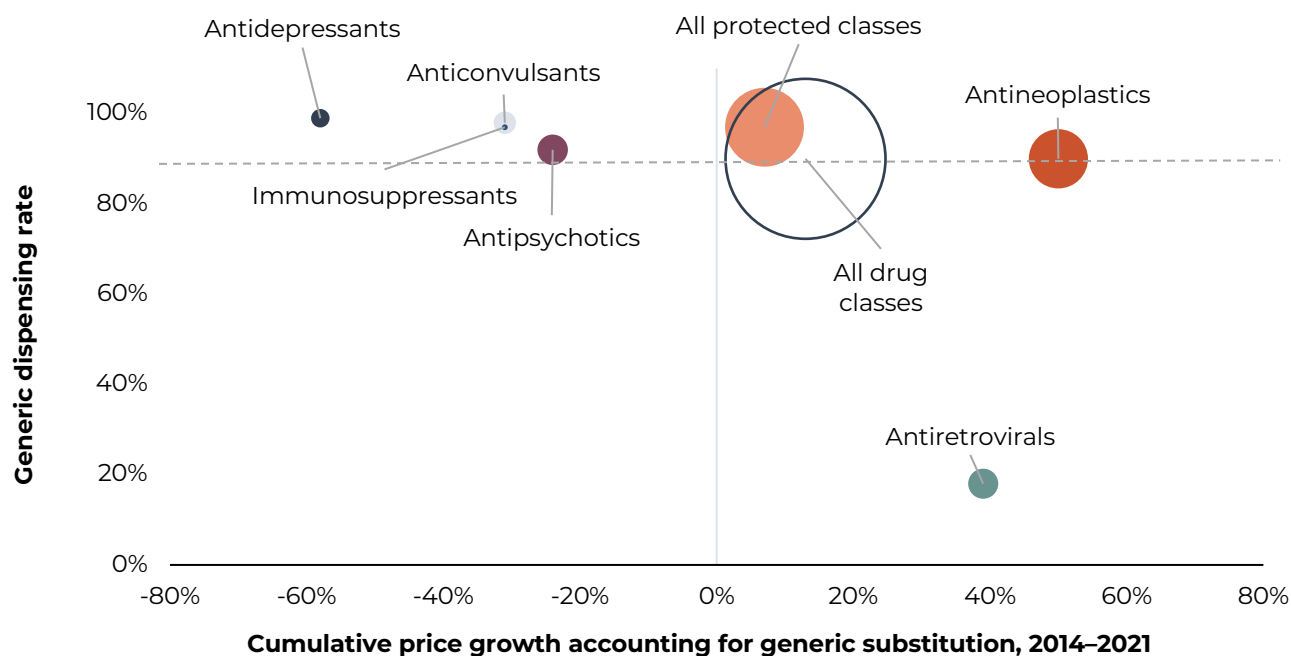 Antidepressants
All protected classes
Anticonvulsants
Antineoplastics
100%
Immunosuppressants
80%
Antipsychotics
All drug
classes
60%
Generic dispensing rate
40%
Antiretrovirals
20%
0%
-80% -60% -40% -20% 0% 20% 40% 60% 80%
Cumulative price growth accounting for generic substitution, 2014–2021